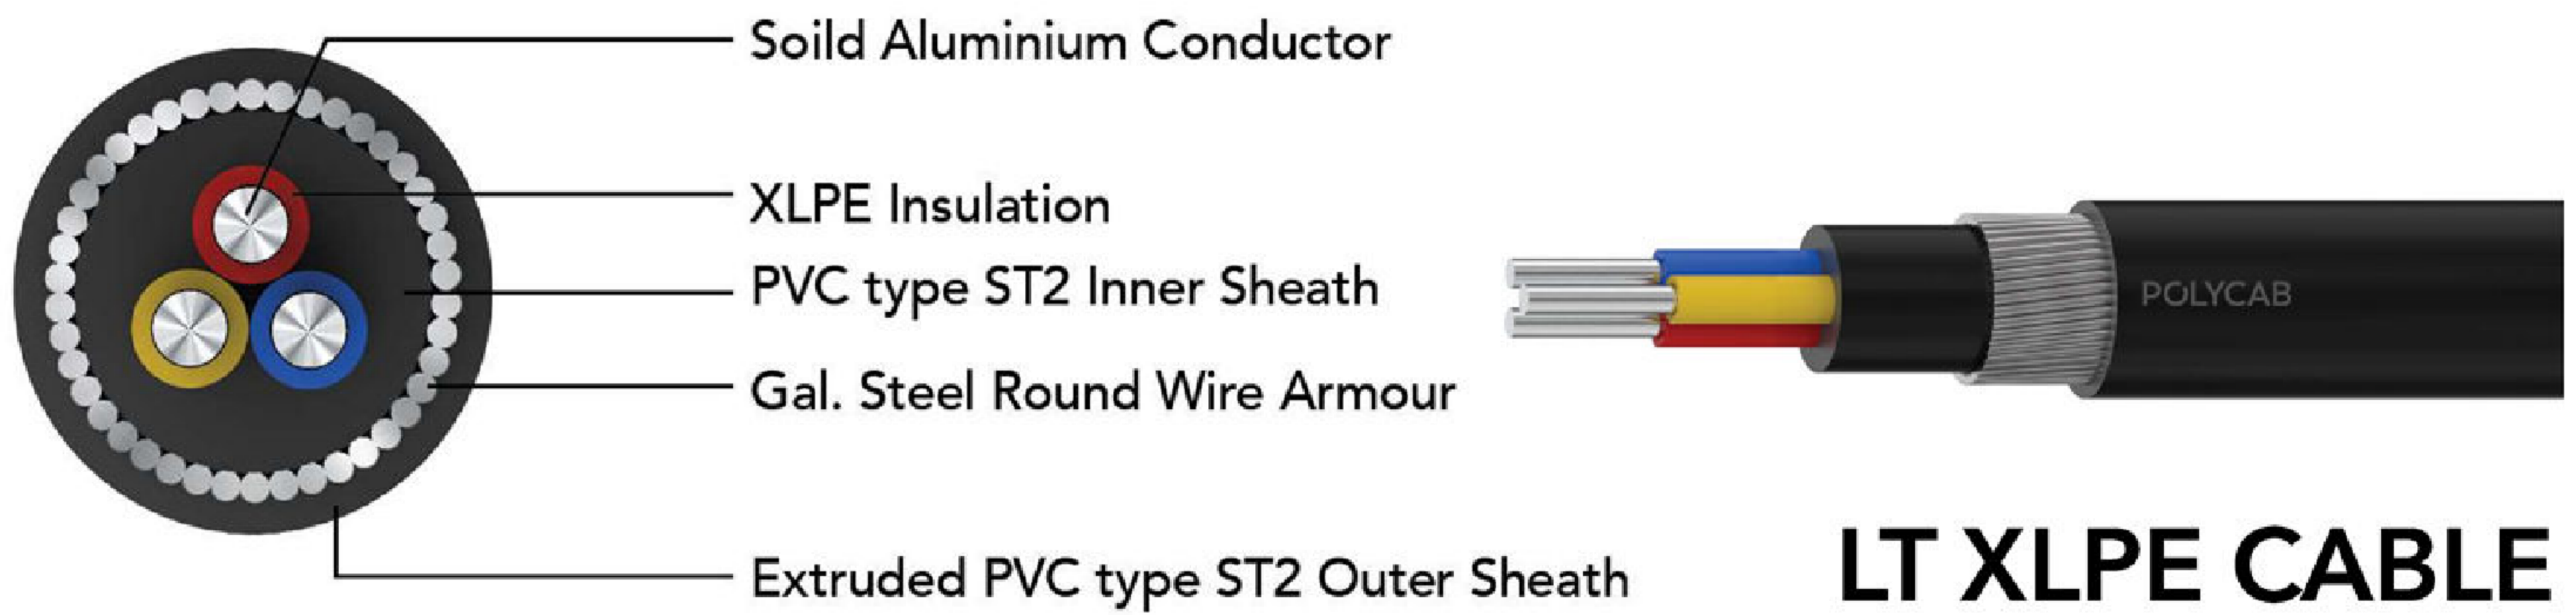 Soild Aluminium Conductor
XLPE Insulation
PVC type ST2 Inner Sheath
Gal. Steel Round Wire Armour
Extruded PVC type ST2 Outer Sheath
POLYCAB
LT XLPE CABLE